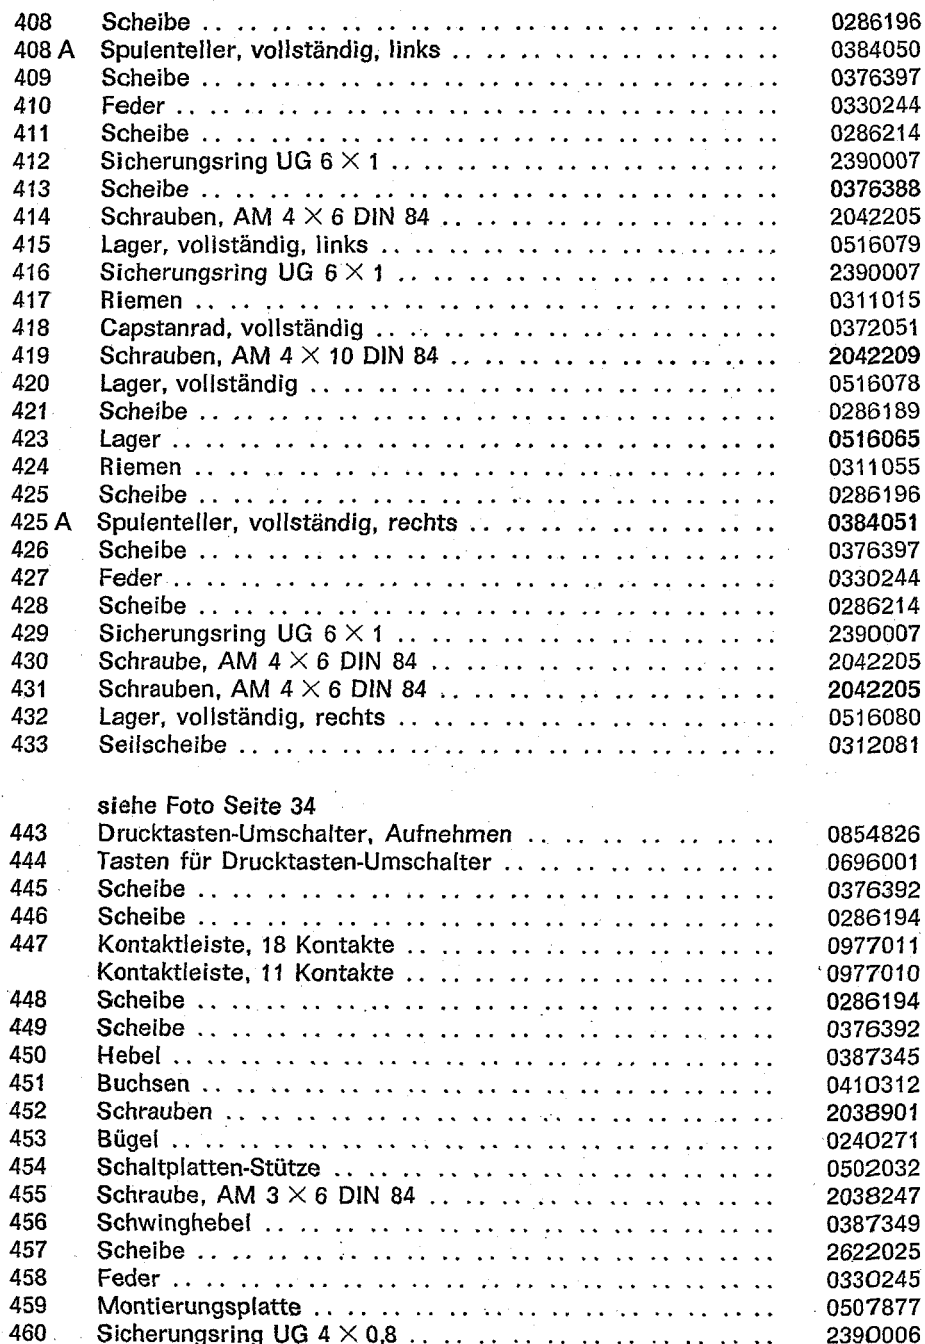 408 Scheibe 0286196
408 A Spulenteller, vollständig, links 0384050
409 Scheibe 0376397
410 Feder 0330244
411 Scheibe 0286214
412 Sicherungsring UG 6 × 1 2390007
413 Scheibe 0376388
414 Schrauben, AM 4 × 6 DIN 84 2042205
415 Lager, vollständig, links 0516079
416 Sicherungsring UG 6 × 1 2390007
417 Riemen 0311015
418 Capstanrad, vollständig 0372051
419 Schrauben, AM 4 × 10 DIN 84 2042209
420 Lager, vollständig 0516078
421 Scheibe 0286189
423 Lager 0516065
424 Riemen 0311055
425 Scheibe 0286196
425 A Spulenteller, vollständig, rechts 0384051
426 Scheibe 0376397
427 Feder 0330244
428 Scheibe 0286214
429 Sicherungsring UG 6 × 1 2390007
430 Schraube, AM 4 × 6 DIN 84 2042205
431 Schrauben, AM 4 × 6 DIN 84 2042205
432 Lager, vollständig, rechts 0516080
433 Seilscheibe 0312081
siehe Foto Seite 34
443 Drucktasten-Umschalter, Aufnehmen 0854826
444 Tasten für Drucktasten-Umschalter 0696001
445 Scheibe 0376392
446 Scheibe 0286194
447 Kontaktleiste, 18 Kontakte 0977011
Kontaktleiste, 11 Kontakte 0977010
448 Scheibe 0286194
449 Scheibe 0376392
450 Hebel 0387345
451 Buchsen 0410312
452 Schrauben 2038901
453 Bügel 0240271
454 Schaltplatten-Stütze 0502032
455 Schraube, AM 3 × 6 DIN 84 2038247
456 Schwinghebel 0387349
457 Scheibe 2622025
458 Feder 0330245
459 Montierungsplatte 0507877
460 Sicherungsring UG 4 × 0,8 2390006